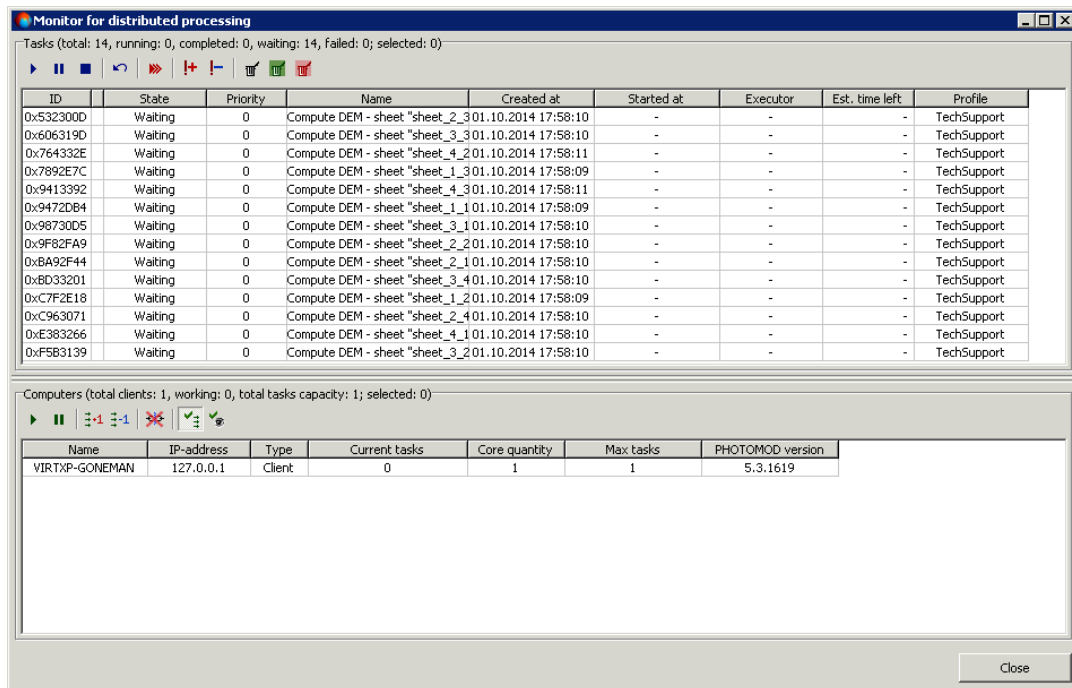 Monitor for distributed processing
Tasks (total: 14, running: 0, completed: 0, waiting: 14, failed: 0; selected: 0)
ID State Priority Name Created at Started at Executor Est. time left Profile
0x532300D Waiting 0 Compute DEM - sheet "sheet_2_3 01.10.2014 17:58:10 - - - TechSupport
0x606319D Waiting 0 Compute DEM - sheet "sheet_3_3 01.10.2014 17:58:10 - - - TechSupport
0x764332E Waiting 0 Compute DEM - sheet "sheet_4_2 01.10.2014 17:58:11 - - - TechSupport
0x7892E7C Waiting 0 Compute DEM - sheet "sheet_1_3 01.10.2014 17:58:09 - - - TechSupport
0x9413392 Waiting 0 Compute DEM - sheet "sheet_4_3 01.10.2014 17:58:11 - - - TechSupport
0x9472DB4 Waiting 0 Compute DEM - sheet "sheet_1_1 01.10.2014 17:58:09 - - - TechSupport
0x98730D5 Waiting 0 Compute DEM - sheet "sheet_3_1 01.10.2014 17:58:10 - - - TechSupport
0x9F82FA9 Waiting 0 Compute DEM - sheet "sheet_2_2 01.10.2014 17:58:10 - - - TechSupport
0xBA92F44 Waiting 0 Compute DEM - sheet "sheet_2_1 01.10.2014 17:58:10 - - - TechSupport
0xBD33201 Waiting 0 Compute DEM - sheet "sheet_3_4 01.10.2014 17:58:10 - - - TechSupport
0xC7F2E18 Waiting 0 Compute DEM - sheet "sheet_1_2 01.10.2014 17:58:09 - - - TechSupport
0xC963071 Waiting 0 Compute DEM - sheet "sheet_2_4 01.10.2014 17:58:10 - - - TechSupport
0xE383266 Waiting 0 Compute DEM - sheet "sheet_4_1 01.10.2014 17:58:10 - - - TechSupport
0xF5B3139 Waiting 0 Compute DEM - sheet "sheet_3_2 01.10.2014 17:58:10 - - - TechSupport
Computers (total clients: 1, working: 0, total tasks capacity: 1; selected: 0)
+1 -1
Name IP-address Type Current tasks Core quantity Max tasks PHOTOMOD version
VIRTXP-GONEMAN 127.0.0.1 Client 0 1 1 5.3.1619
Close